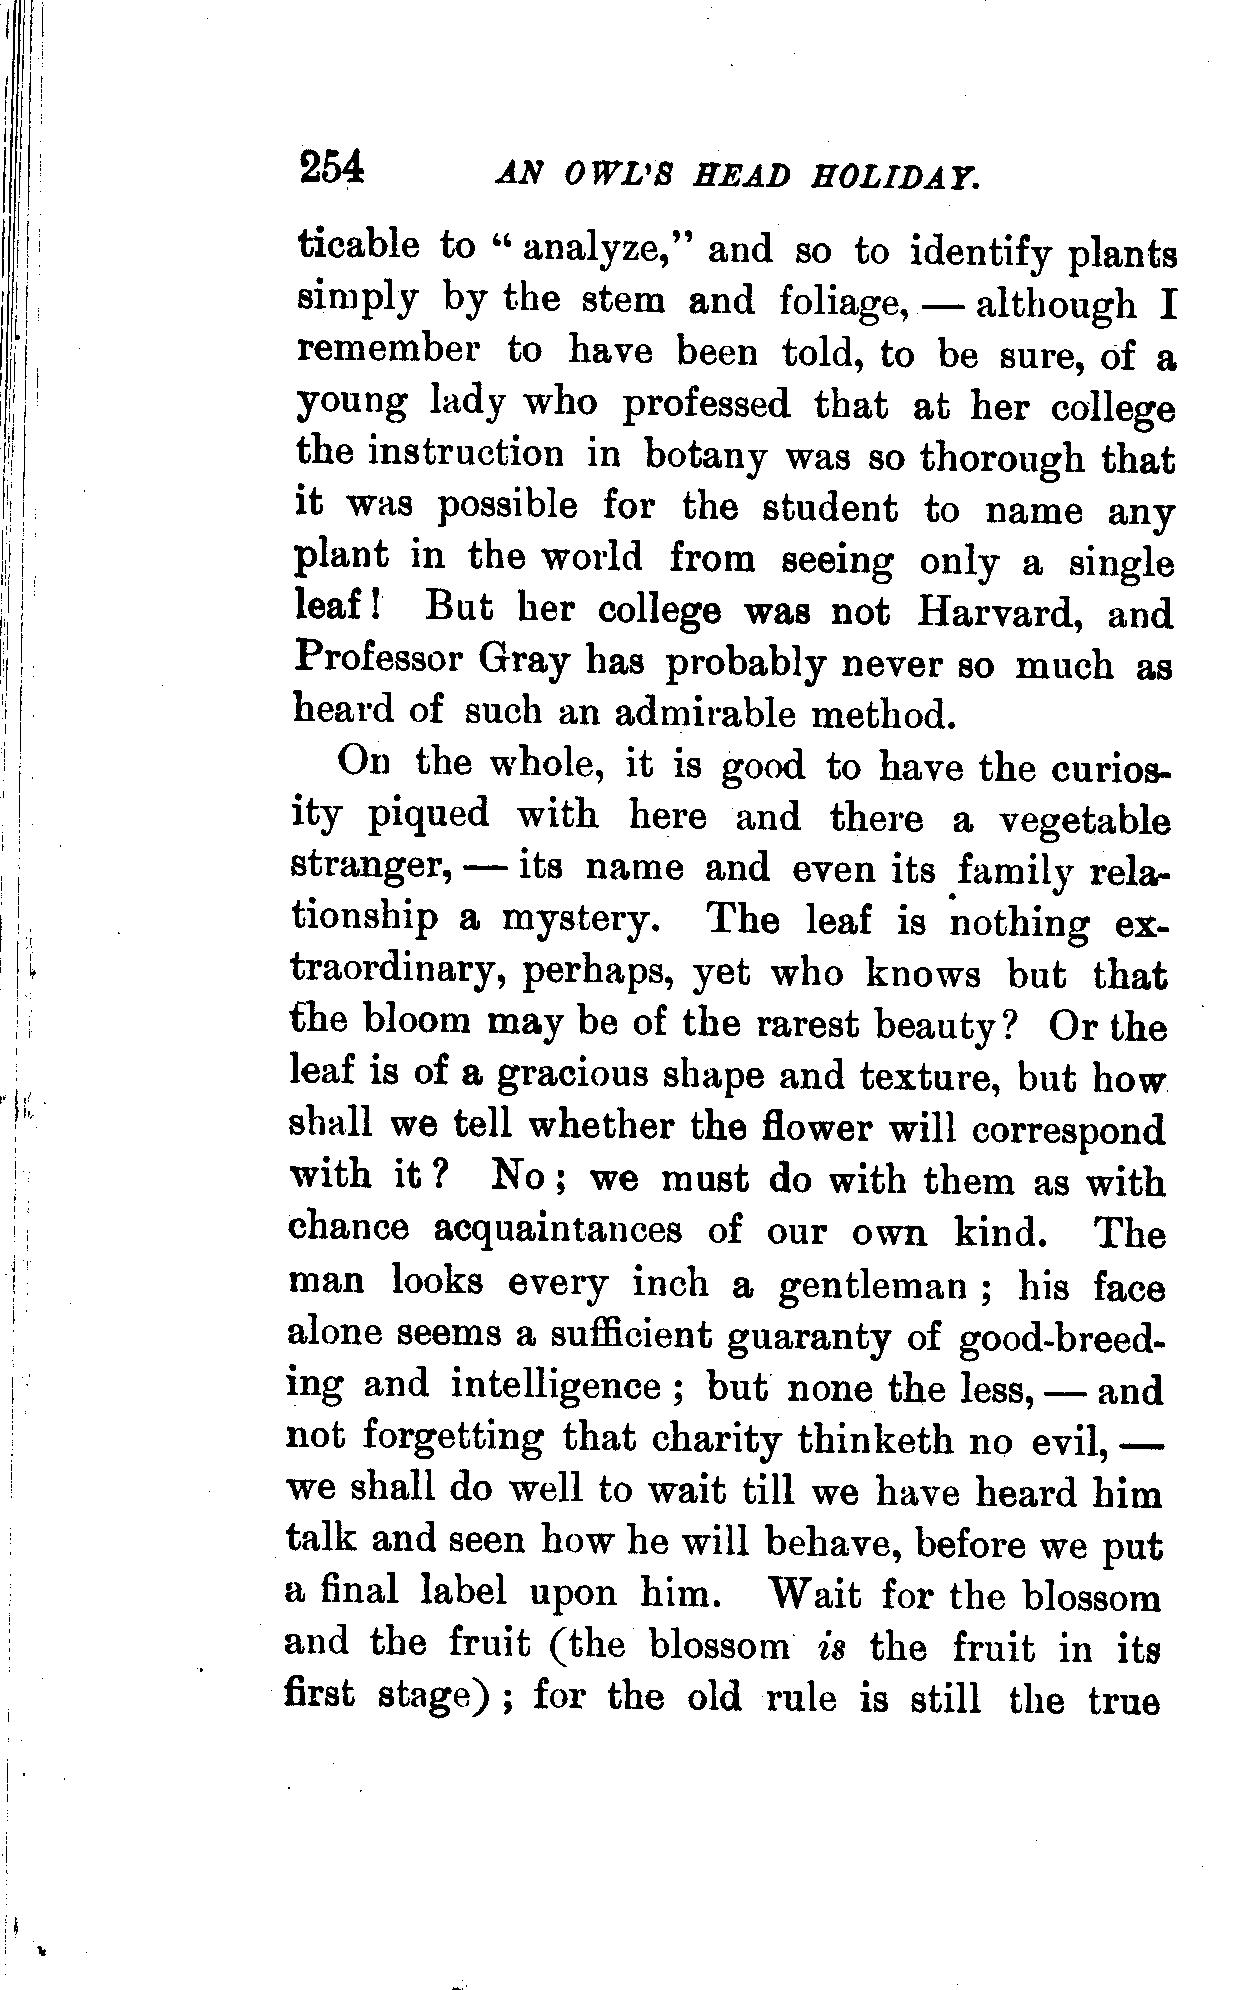 254 AN OWL'S HEAD HOLIDAY.
ticable to “ analyze,” and so to identify plants
simply by the stem and foliage, — although I
remember to have been told, to be sure, of a
young lady who professed that at her college
the instruction in botany was so thorough that
it was possible for the student to name any
plant in the world from seeing only a single
leaf! But her college was not Harvard, and
Professor Gray has probably never so much as
heard of such an admirable method.
On the whole, it is good to have the curios-
ity piqued with here and there a vegetable
stranger, — its name and even its family rela-
tionship a mystery. The leaf is nothing ex-
traordinary, perhaps, yet who knows but that
the bloom may be of the rarest beauty? Or the
leaf is of a gracious shape and texture, but how
shall we tell whether the flower will correspond
with it? No; we must do with them as with
chance acquaintances of our own kind. The
man looks every inch a gentleman; his face
alone seems a sufficient guaranty of good-breed-
ing and intelligence; but none the less, — and
not forgetting that charity thinketh no evil, —
we shall do well to wait till we have heard him
talk and seen how he will behave, before we put
a final label upon him. Wait for the blossom
and the fruit (the blossom is the fruit in its
first stage); for the old rule is still the true